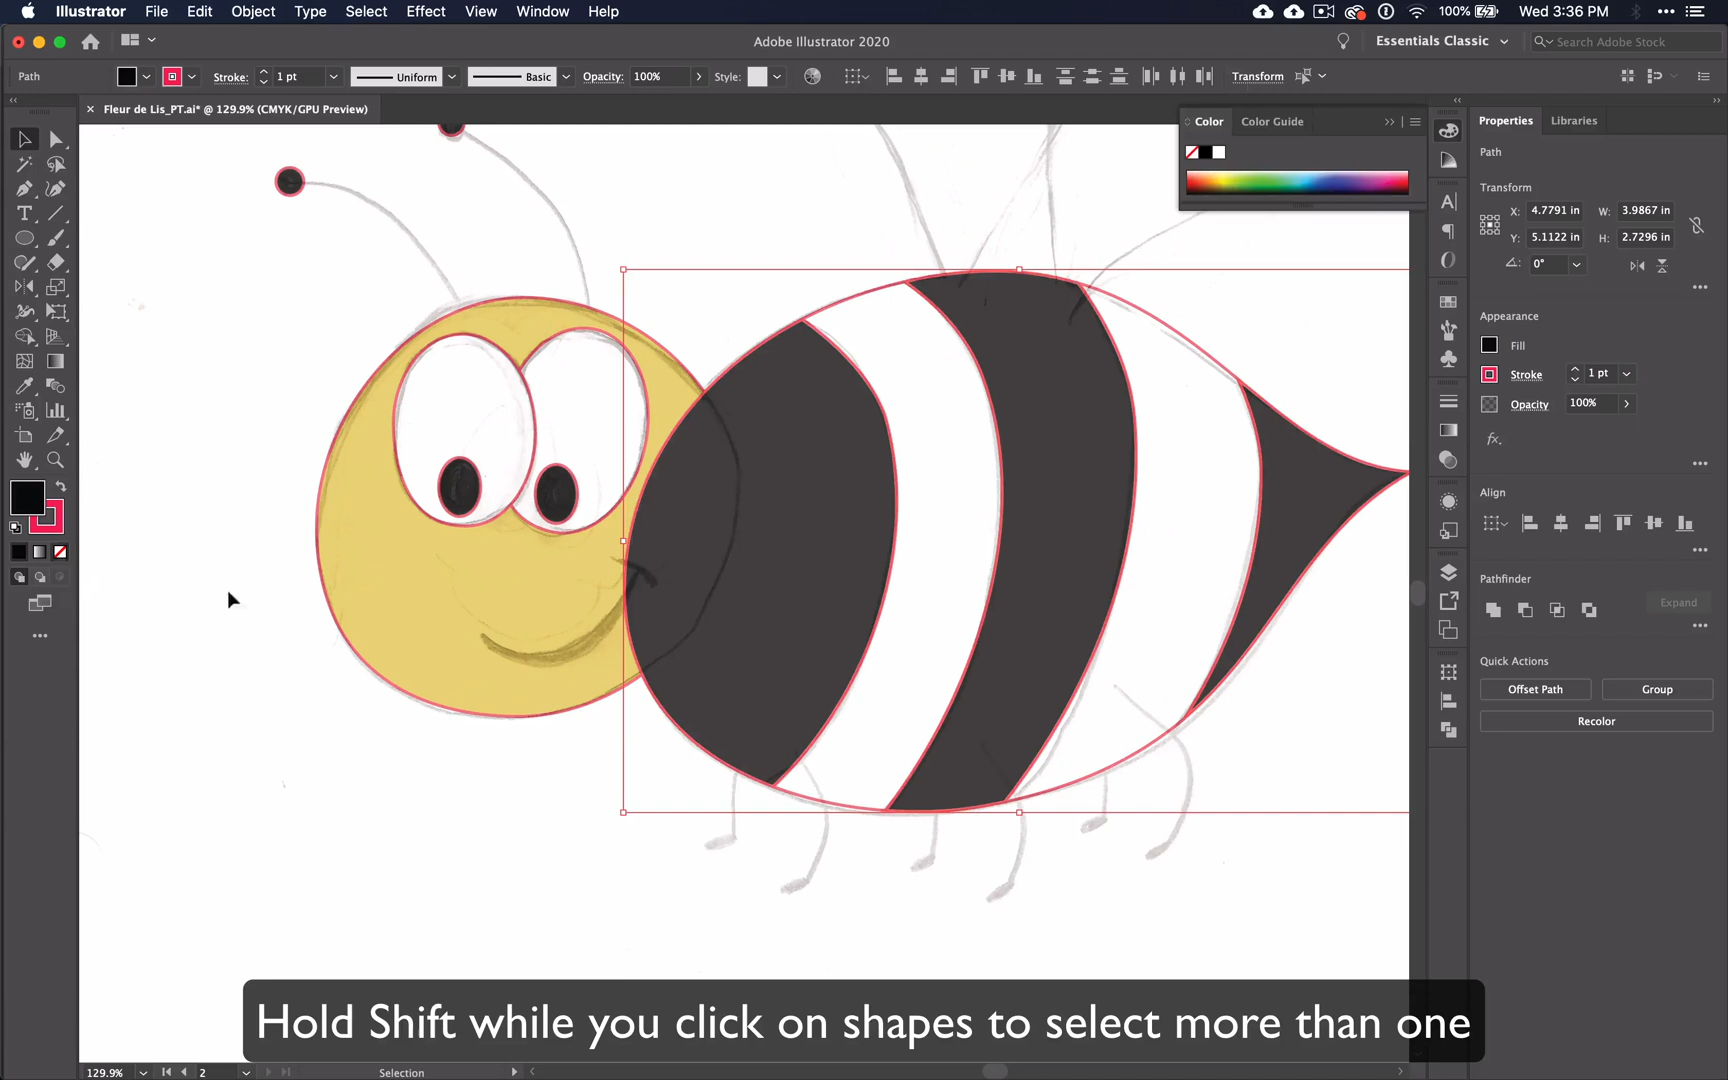 Illustrator File Edit Object Type Select Effect View Window Help 100% Wed 3:36 PM
Adobe Illustrator 2020 Essentials Classic Search Adobe Stock
Path Stroke: 1 pt Uniform Basic Opacity: 100% Style: Transform
Fleur de Lis_PT.ai* @ 129.9% (CMYK/GPU Preview)
Color Color Guide
Properties Libraries
Path
Transform
X: 4.7791 in W: 3.9867 in
Y: 5.1122 in H: 2.7296 in
0°
Appearance
Fill
Stroke 1 pt
Opacity 100%
fx.
Align
Pathfinder
Expand
Quick Actions
Offset Path Group
Recolor
Hold Shift while you click on shapes to select more than one
129.9% 2 Selection